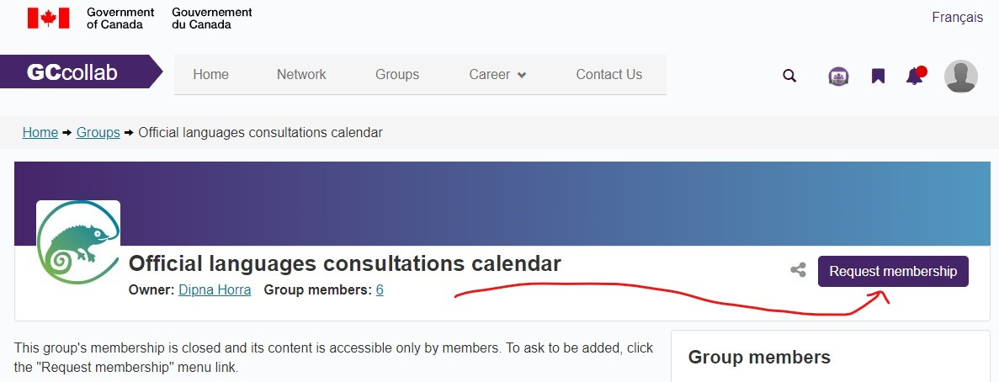 Government of Canada
Gouvernement du Canada
Français
GCcollab
Home Network Groups Career Contact Us
Home → Groups → Official languages consultations calendar
Official languages consultations calendar
Owner: Dipna Horra Group members: 6
Request membership
This group's membership is closed and its content is accessible only by members. To ask to be added, click
the "Request membership" menu link.
Group members